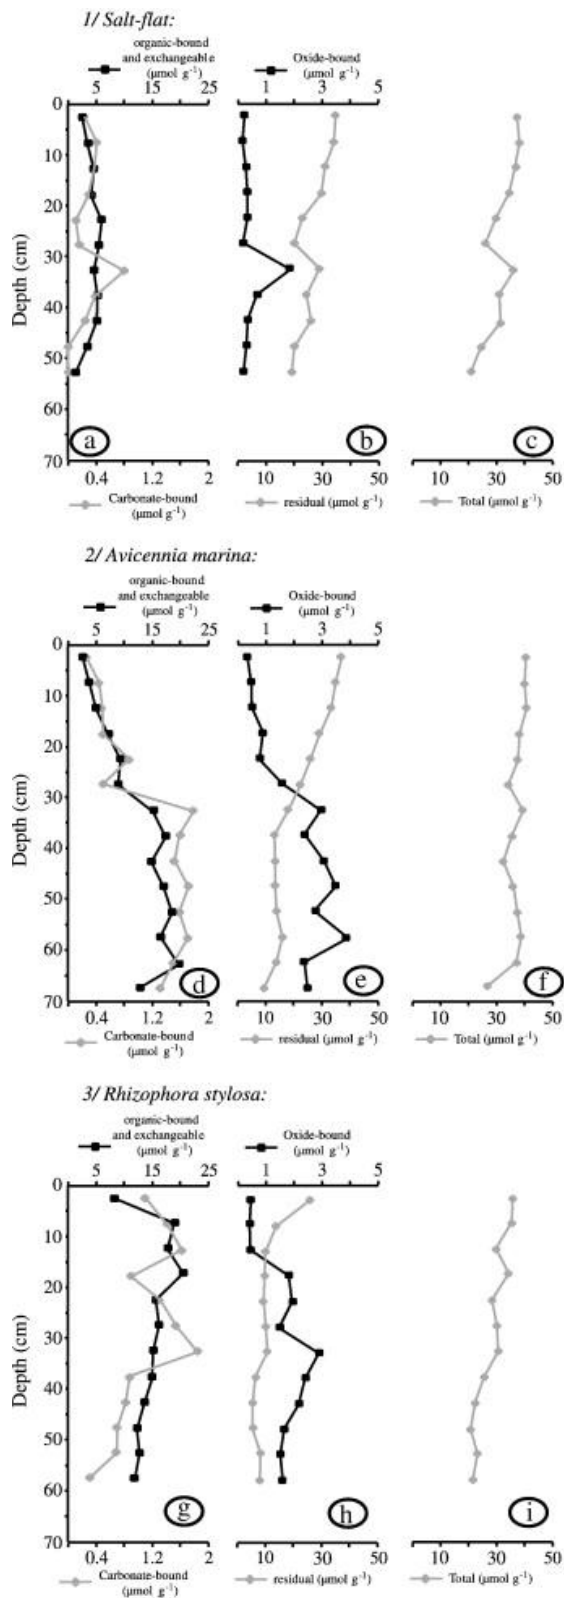 1/ Salt-flat:
organic-bound
and exchangeable
(μmol g⁻¹)
Oxide-bound
(μmol g⁻¹)
5 15 25
1 3 5
0
10
20
30
40
50
60
70
Depth (cm)
a
b
c
0.4 1.2 2
10 30 50
10 30 50
Carbonate-bound
(μmol g⁻¹)
residual (μmol g⁻¹)
Total (μmol g⁻¹)
2/ Avicennia marina:
organic-bound
and exchangeable
(μmol g⁻¹)
Oxide-bound
(μmol g⁻¹)
5 15 25
1 3 5
0
10
20
30
40
50
60
70
Depth (cm)
d
e
f
0.4 1.2 2
10 30 50
10 30 50
Carbonate-bound
(μmol g⁻¹)
residual (μmol g⁻¹)
Total (μmol g⁻¹)
3/ Rhizophora stylosa:
organic-bound
and exchangeable
(μmol g⁻¹)
Oxide-bound
(μmol g⁻¹)
5 15 25
1 3 5
0
10
20
30
40
50
60
70
Depth (cm)
g
h
i
0.4 1.2 2
10 30 50
10 30 50
Carbonate-bound
(μmol g⁻¹)
residual (μmol g⁻¹)
Total (μmol g⁻¹)